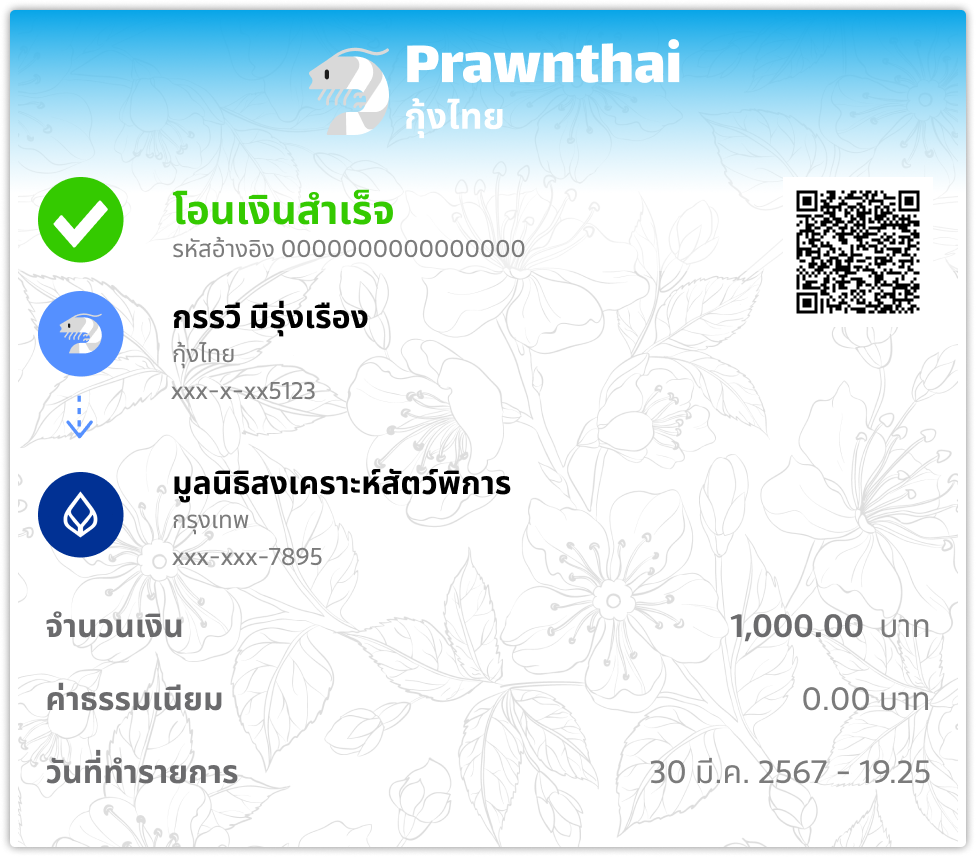 Prawnthai
กุ้งไทย
โอนเงินสำเร็จ
รหัสอ้างอิง 0000000000000000
กรรวี มีรุ่งเรือง
กุ้งไทย
xxx-x-xx5123
มูลนิธิสงเคราะห์สัตว์พิการ
กรุงเทพ
xxx-xxx-7895
จำนวนเงิน 1,000.00 บาท
ค่าธรรมเนียม 0.00 บาท
วันที่ทำรายการ 30 มี.ค. 2567 - 19.25